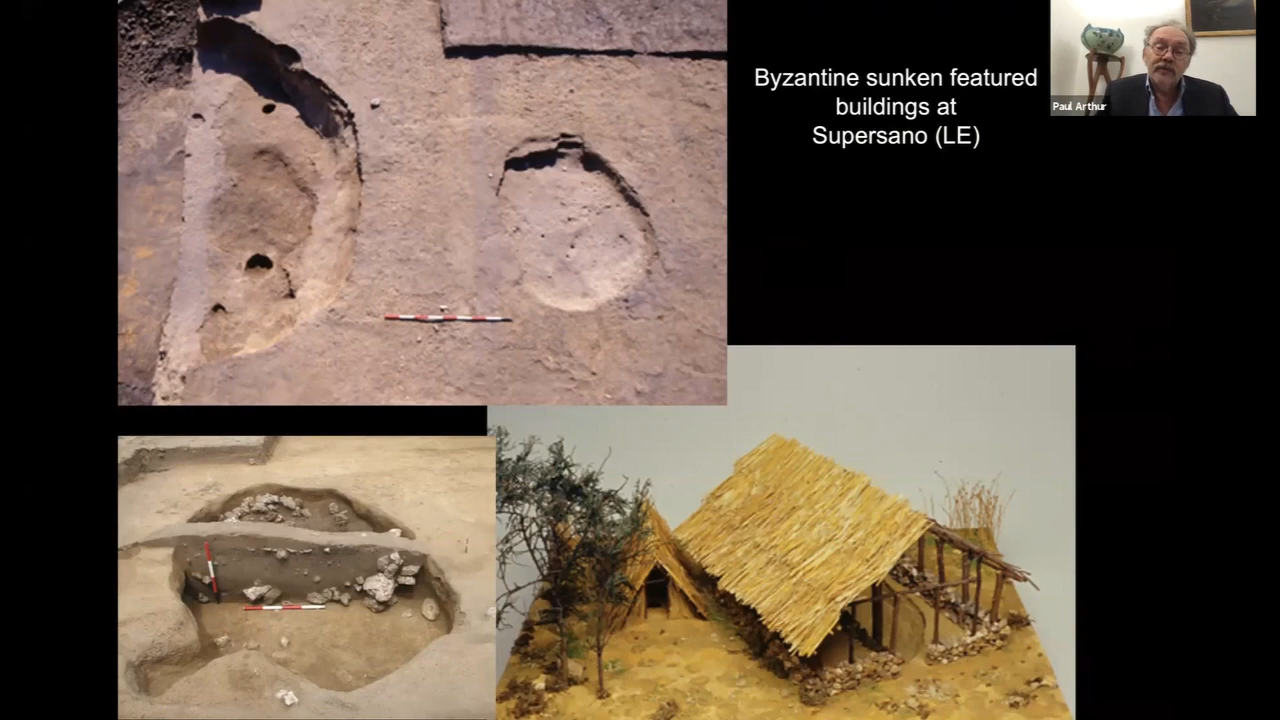 Byzantine sunken featured
buildings at
Supersano (LE)
Paul Arthur